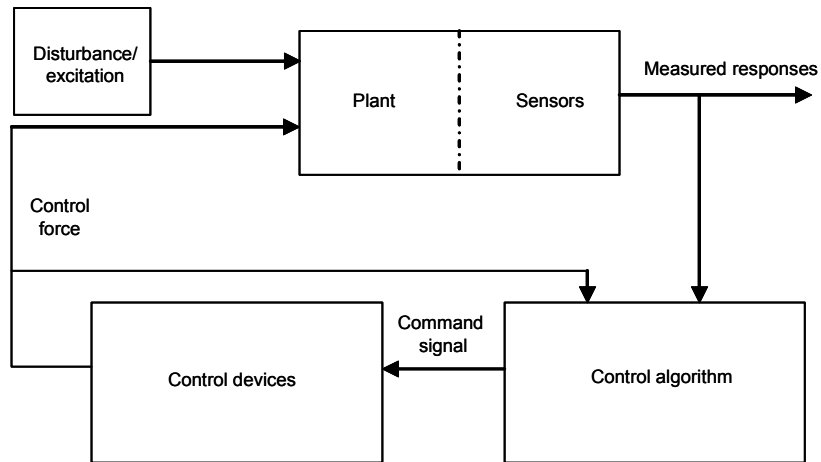 Disturbance/
excitation
Plant
Sensors
Measured responses
Control
force
Command
signal
Control devices
Control algorithm